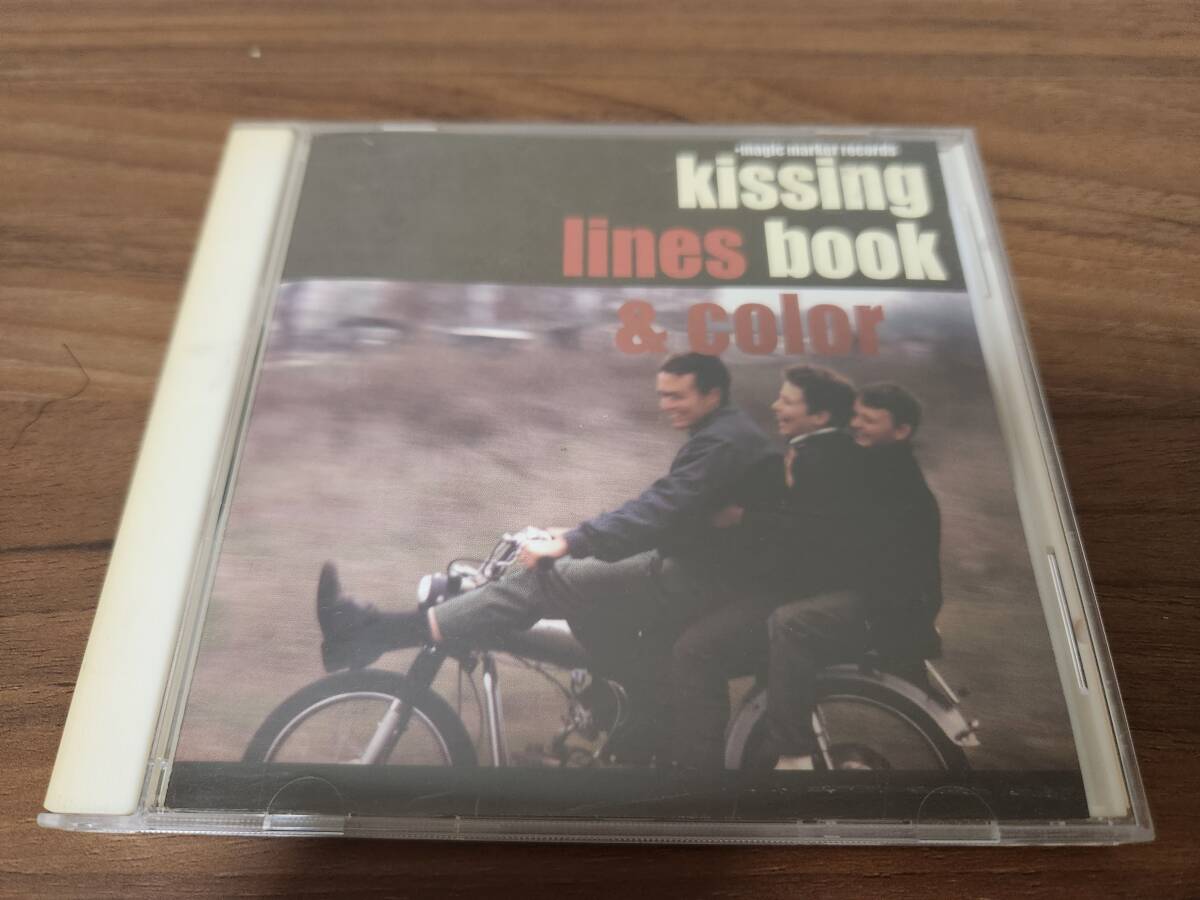 •magic marker records•
kissing
lines book
& color